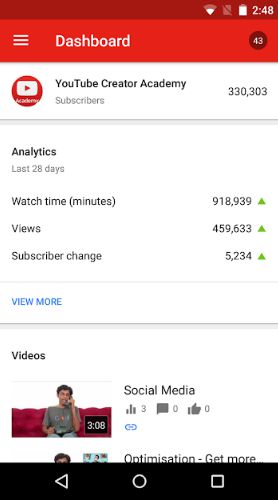 2:48
Dashboard
43
YouTube Creator Academy
330,303
Subscribers
Academy
Analytics
Last 28 days
Watch time (minutes) 918,939
Views 459,633
Subscriber change 5,234
VIEW MORE
Videos
Social Media
3 0 0
3:08
Optimisation - Get more...